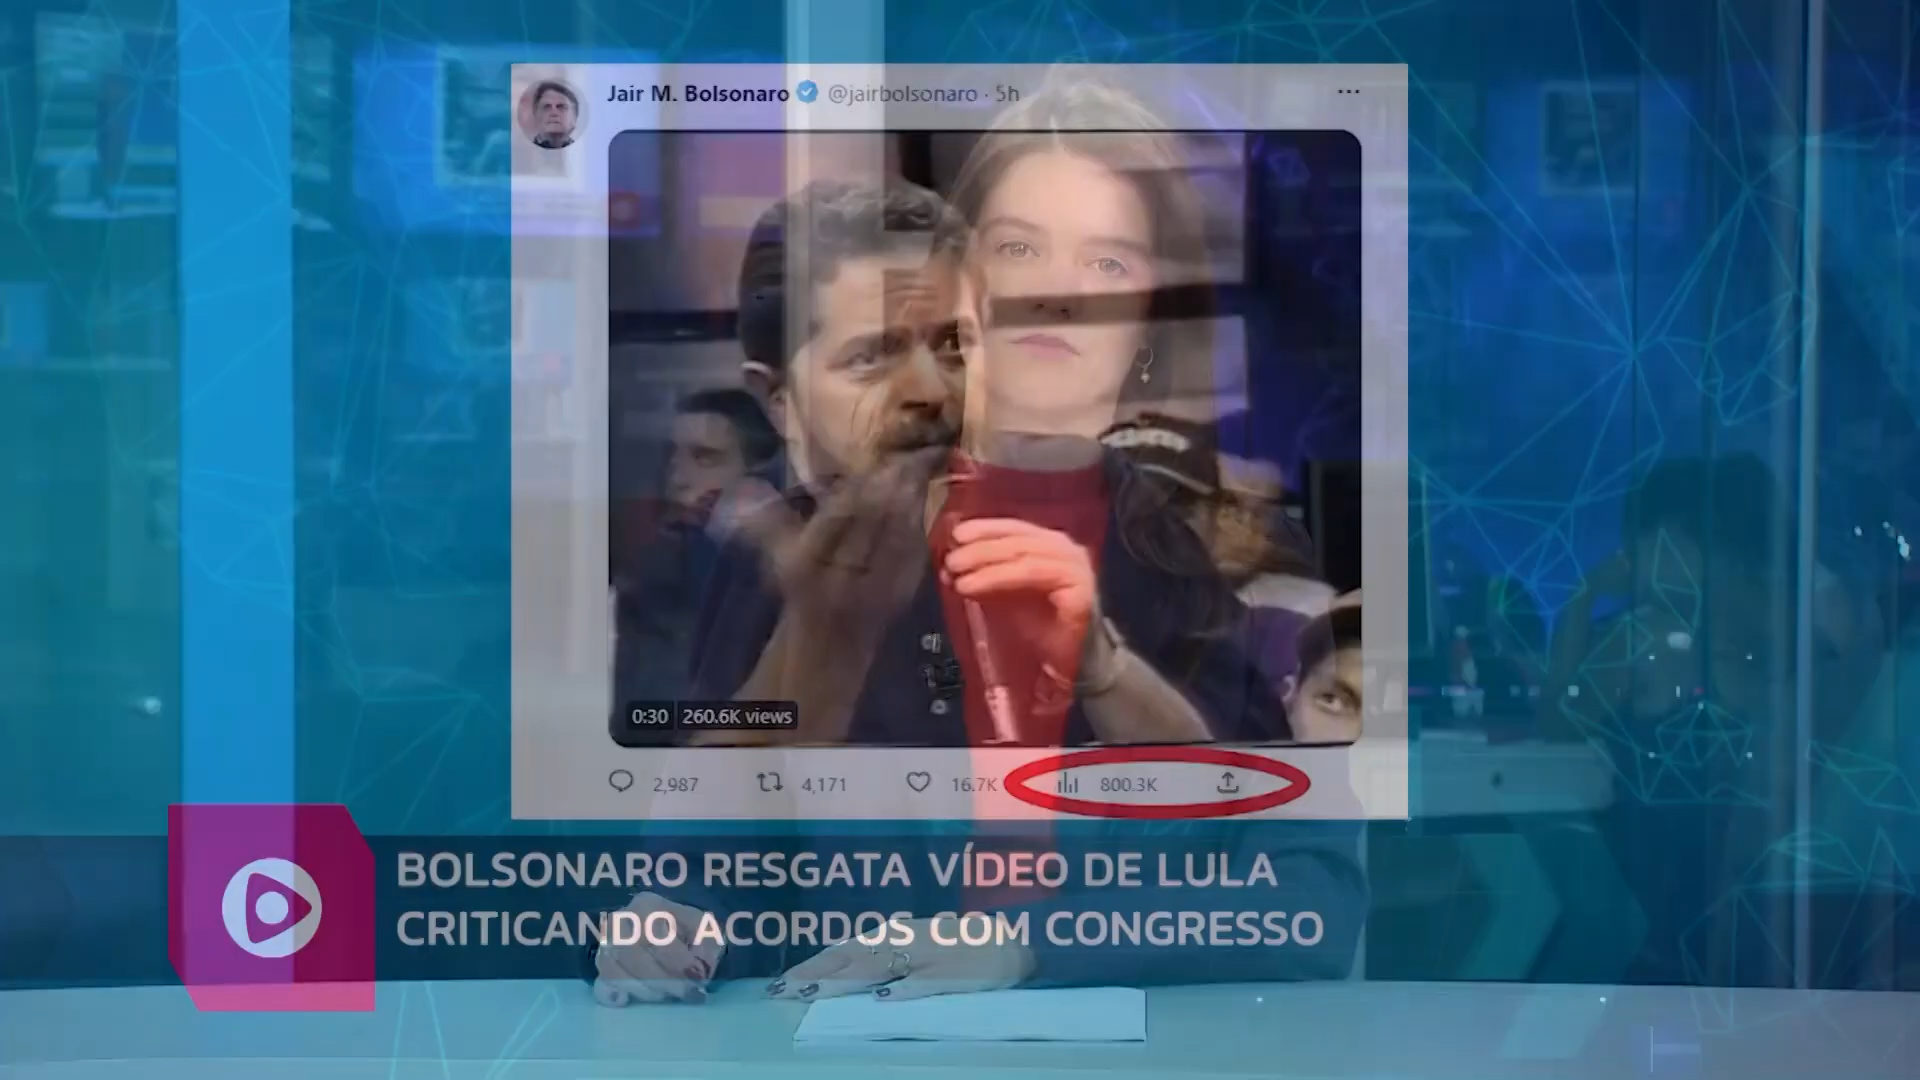 Jair M. Bolsonaro @jairbolsonaro · 5h
0:30 260.6K views
2,987 4,171 16.7K 800.3K
BOLSONARO RESGATA VÍDEO DE LULA
CRITICANDO ACORDOS COM CONGRESSO